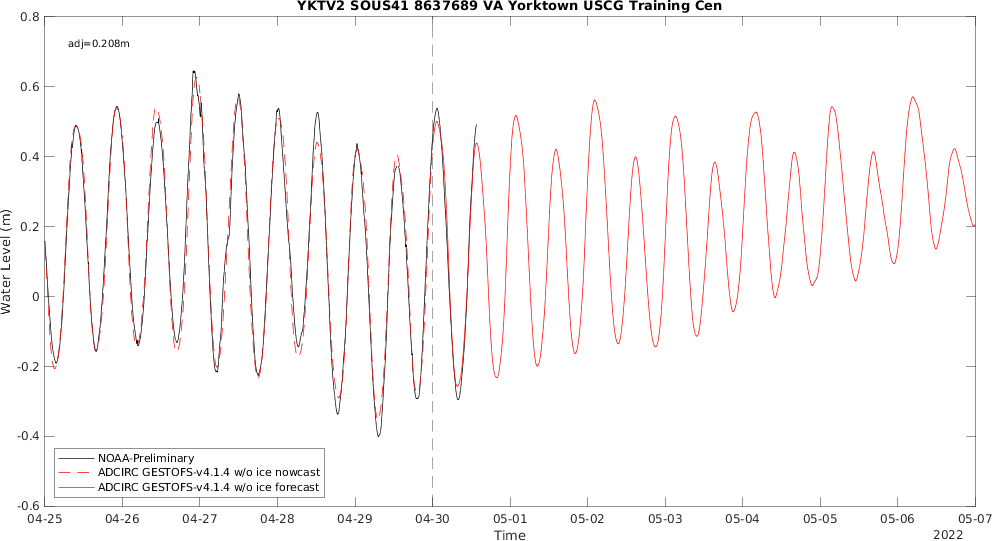 YKTV2 SOUS41 8637689 VA Yorktown USCG Training Cen
adj=0.208m
Water Level (m)
0.8
0.6
0.4
0.2
0
-0.2
-0.4
-0.6
NOAA-Preliminary
ADCIRC GESTOFS-v4.1.4 w/o ice nowcast
ADCIRC GESTOFS-v4.1.4 w/o ice forecast
04-25 04-26 04-27 04-28 04-29 04-30 05-01 05-02 05-03 05-04 05-05 05-06 05-07
Time
2022